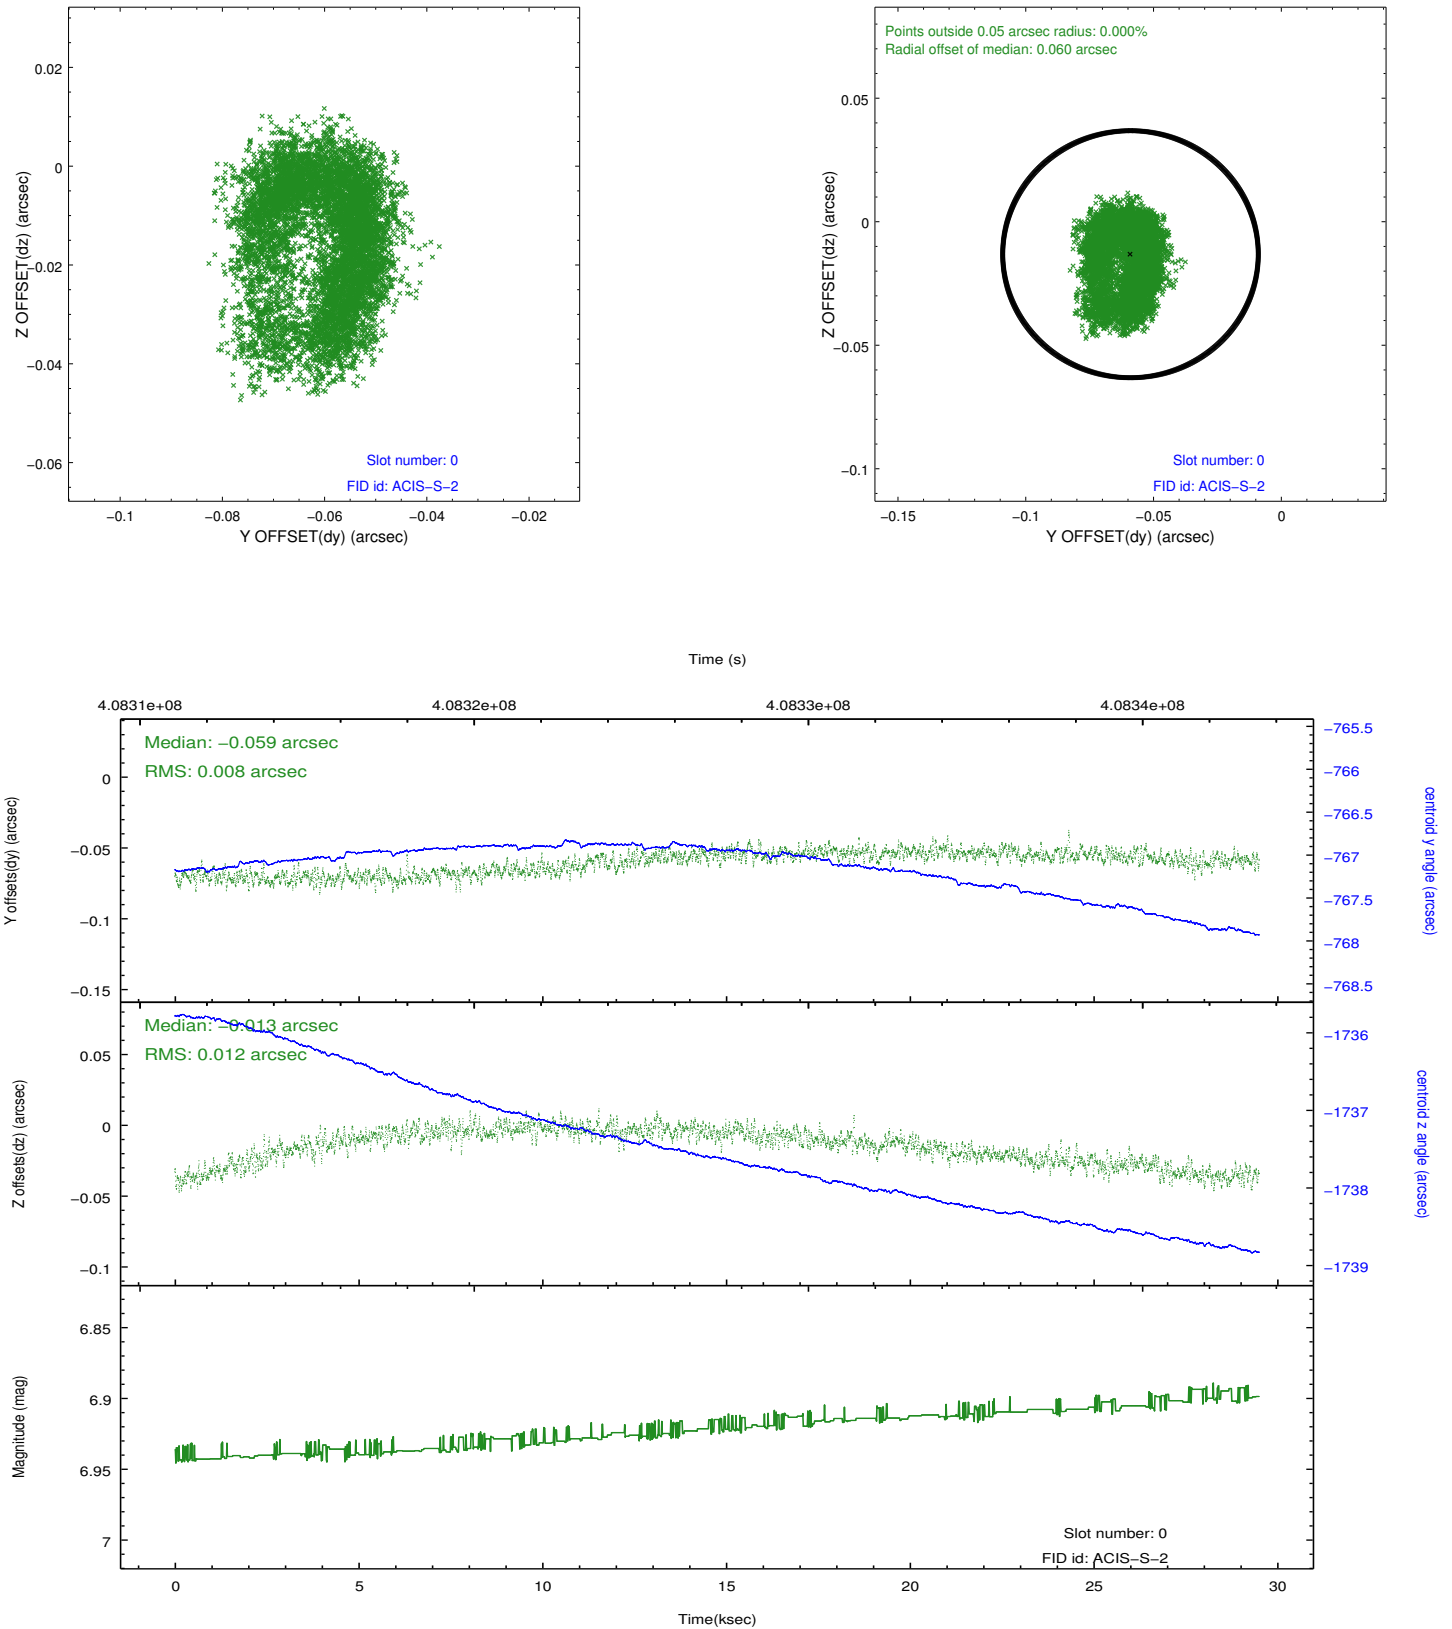 0.02
0
−0.02
−0.04
−0.06
Z OFFSET(dz) (arcsec)
Slot number: 0
FID id: ACIS−S−2
−0.1
−0.08
−0.06
−0.04
−0.02
Y OFFSET(dy) (arcsec)
Points outside 0.05 arcsec radius: 0.000%
Radial offset of median: 0.060 arcsec
0.05
0
−0.05
−0.1
Z OFFSET(dz) (arcsec)
Slot number: 0
FID id: ACIS−S−2
−0.15
−0.1
−0.05
0
Y OFFSET(dy) (arcsec)
Time (s)
4.0831e+08
4.0832e+08
4.0833e+08
4.0834e+08
Median: −0.059 arcsec
RMS: 0.008 arcsec
0
−0.05
−0.1
−0.15
Y offsets(dy) (arcsec)
−765.5
−766
−766.5
−767
−767.5
−768
−768.5
centroid y angle (arcsec)
Median: −0.013 arcsec
RMS: 0.012 arcsec
0.05
0
−0.05
−0.1
Z offsets(dz) (arcsec)
−1736
−1737
−1738
−1739
centroid z angle (arcsec)
6.85
6.9
6.95
7
Magnitude (mag)
Slot number: 0
FID id: ACIS−S−2
0
5
10
15
20
25
30
Time(ksec)